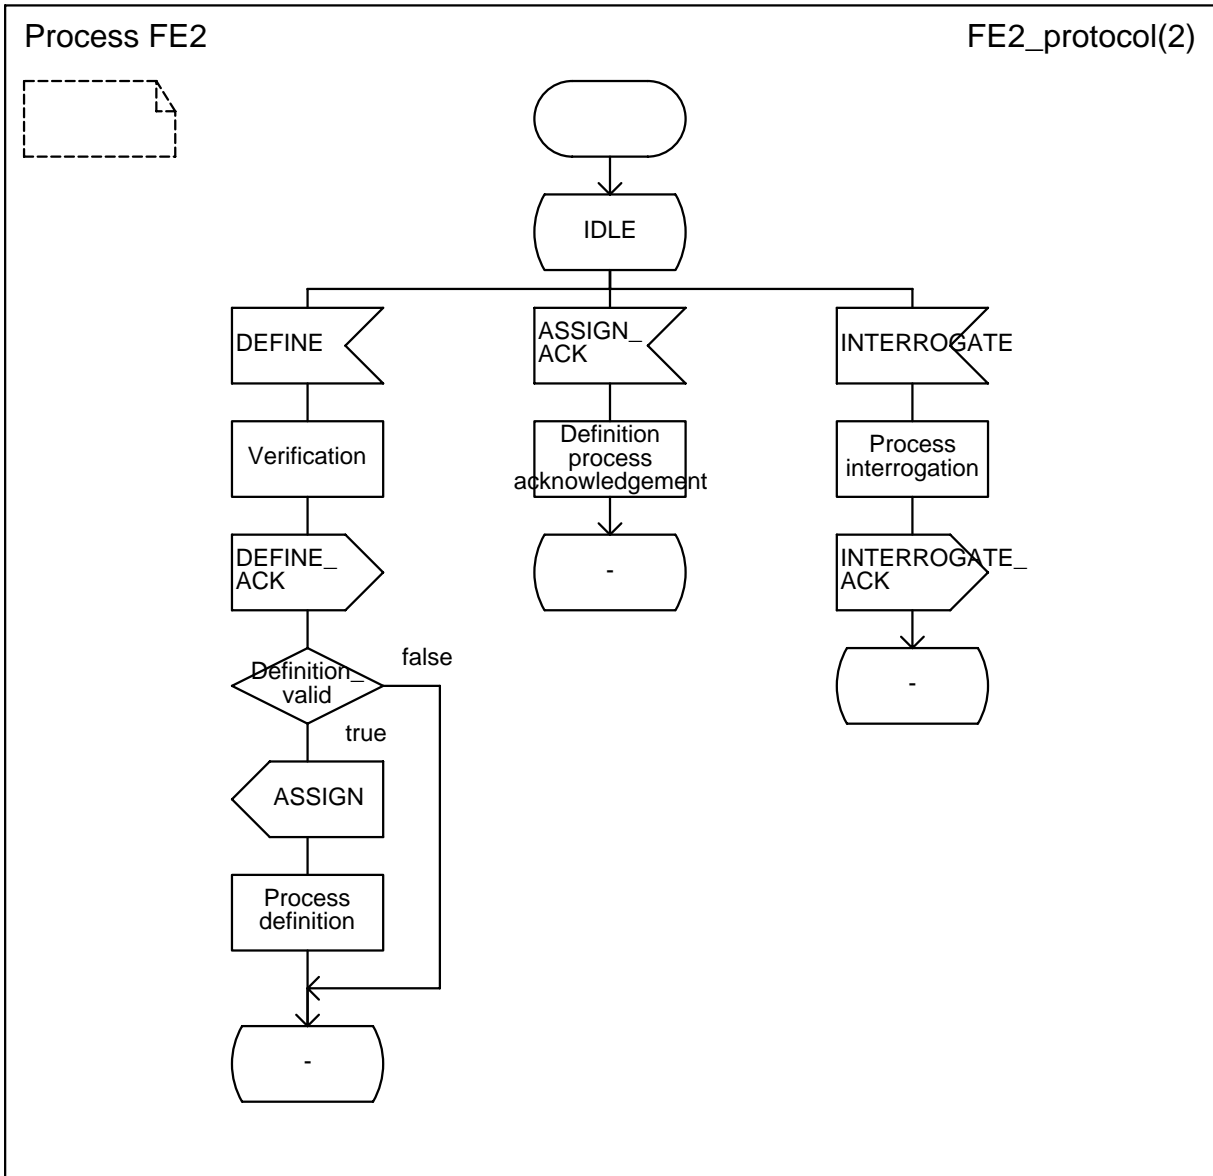 Process FE2
FE2_protocol(2)
IDLE
DEFINE
ASSIGN_
ACK
INTERROGATE
Verification
Definition
process
acknowledgement
Process
interrogation
DEFINE_
ACK
-
INTERROGATE_
ACK
Definition_
valid
false
true
-
ASSIGN
Process
definition
-